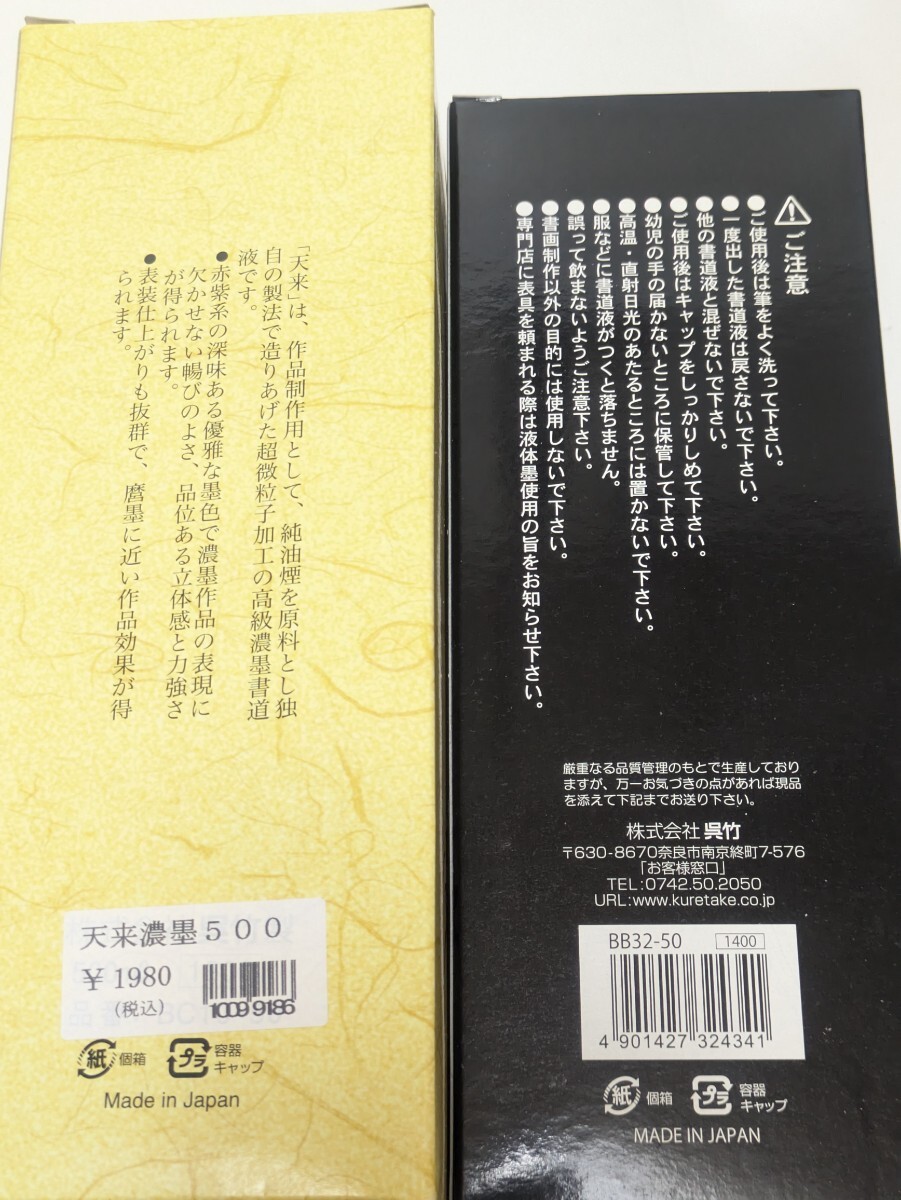 「天来」は、作品制作用として、純油煙を原料とし独
自の製法で造りあげた超微粒子加工の高級濃墨書道
液です。
●赤紫系の深味ある優雅な墨色で濃墨作品の表現に
欠かせない暢びのよさ、品位ある立体感と力強さ
が得られます。
●表装仕上がりも抜群で、磨墨に近い作品効果が得
られます。
天来濃墨500
¥1980
(税込)
10099186
紙 個箱
プラ 容器
キャップ
Made in Japan
ご注意
●ご使用後は筆をよく洗って下さい。
●一度出した書道液は戻さないで下さい。
●他の書道液と混ぜないで下さい。
●ご使用後はキャップをしっかりしめて下さい。
●幼児の手の届かないところに保管して下さい。
●高温・直射日光のあたるところには置かないで下さい。
●服などに書道液がつくと落ちません。
●誤って飲まないようご注意下さい。
●書画制作以外の目的には使用しないで下さい。
●専門店に表具を頼まれる際は液体墨使用の旨をお知らせ下さい。
厳重なる品質管理のもとで生産しており
ますが、万一お気づきの点があれば現品
を添えて下記までお送り下さい。
株式会社 呉竹
〒630-8670奈良市南京終町7-576
「お客様窓口」
TEL:0742.50.2050
URL:www.kuretake.co.jp
BB32-50 1400
4 901427 324341
紙 個箱
プラ 容器
キャップ
MADE IN JAPAN